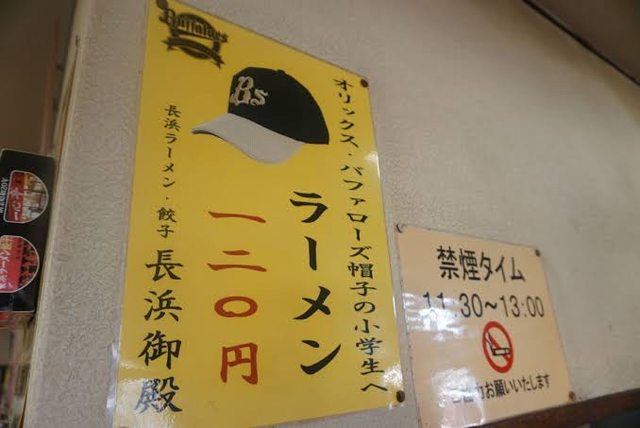 Buffaloes
Bs
オリックス・バファローズ帽子の小学生へ
ラーメン
一二〇円
長浜ラーメン・餃子 長浜御殿
禁煙タイム
11:30～13:00
お願いいたします